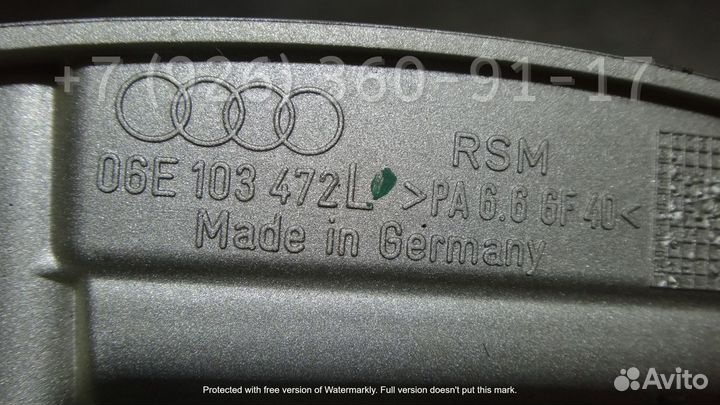 +7 (926) 360-91-17
RSM
06E 103 472L >PA 6.6 GF 40<
Made in Germany
Protected with free version of Watermarkly. Full version doesn't put this mark.
Avito